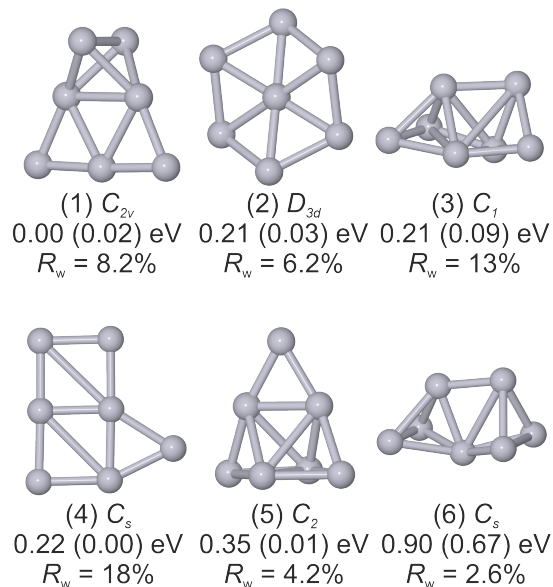 (1) C2v
0.00 (0.02) eV
Rw = 8.2%
(2) D3d
0.21 (0.03) eV
Rw = 6.2%
(3) C1
0.21 (0.09) eV
Rw = 13%
(4) Cs
0.22 (0.00) eV
Rw = 18%
(5) C2
0.35 (0.01) eV
Rw = 4.2%
(6) Cs
0.90 (0.67) eV
Rw = 2.6%